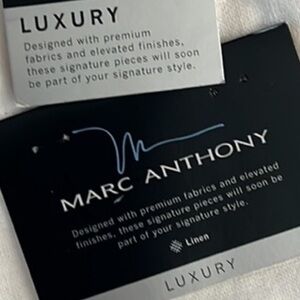 LUXURY
Designed with premium
fabrics and elevated finishes,
these signature pieces will soon
be part of your signature style.
MARC ANTHONY
Designed with premium fabrics and elevated
finishes, these signature pieces will soon be
part of your signature style.
Linen
LUXURY